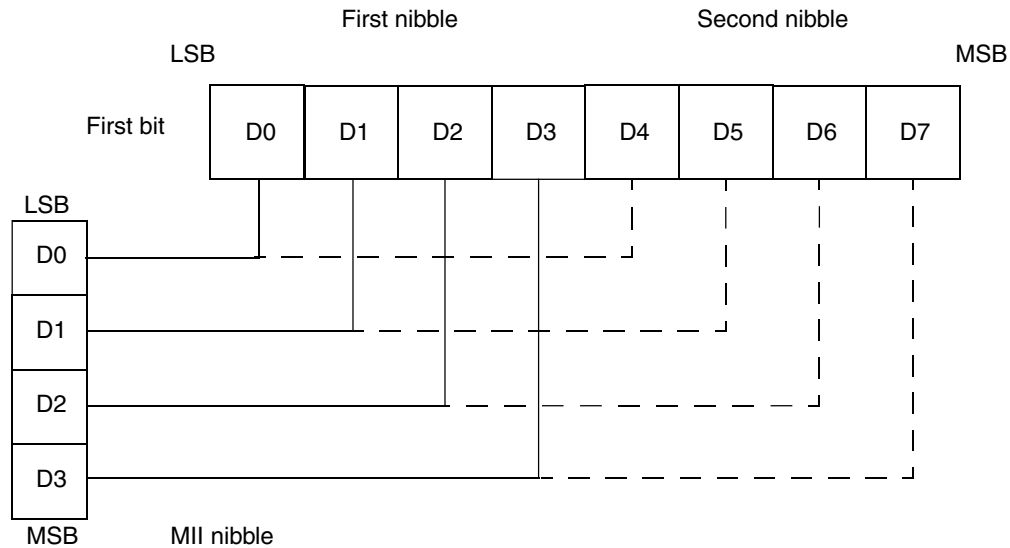 First nibble Second nibble
LSB MSB
First bit D0 D1 D2 D3 D4 D5 D6 D7
LSB
D0
D1
D2
D3
MSB MII nibble